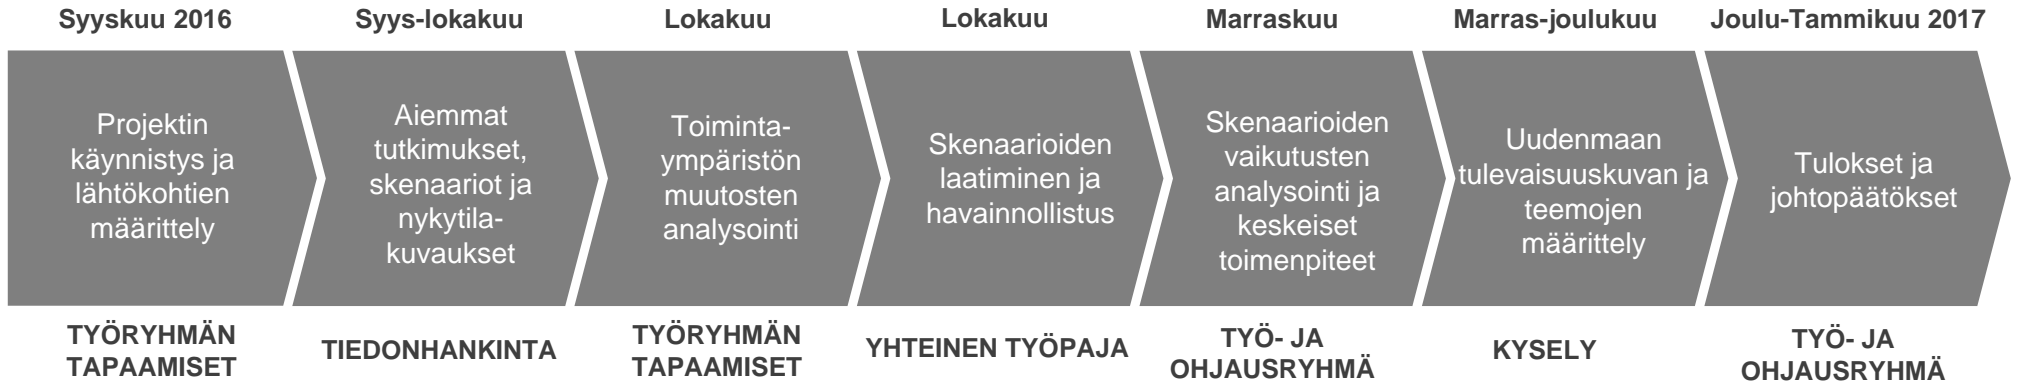 Syyskuu 2016
Syys-lokakuu
Lokakuu
Lokakuu
Marraskuu
Marras-joulukuu
Joulu-Tammikuu 2017
Projektin
käynnistys ja
lähtökohtien
määrittely
Aiemmat
tutkimukset,
skenaariot ja
nykytila-
kuvaukset
Toiminta-
ympäristön
muutosten
analysointi
Skenaarioiden
laatiminen ja
havainnollistus
Skenaarioiden
vaikutusten
analysointi ja
keskeiset
toimenpiteet
Uudenmaan
tulevaisuuskuvan ja
teemojen
määrittely
Tulokset ja
johtopäätökset
TYÖRYHMÄN
TAPAAMISET
TIEDONHANKINTA
TYÖRYHMÄN
TAPAAMISET
YHTEINEN TYÖPAJA
TYÖ- JA
OHJAUSRYHMÄ
KYSELY
TYÖ- JA
OHJAUSRYHMÄ